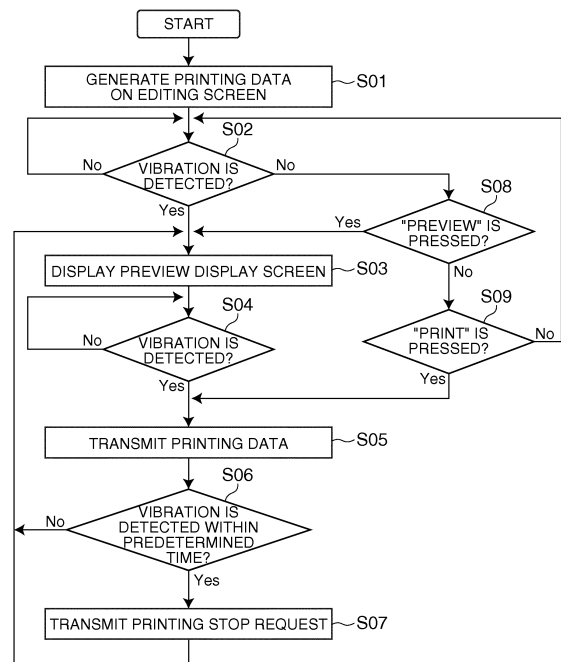 START
GENERATE PRINTING DATA
ON EDITING SCREEN
S01
S02
No
VIBRATION IS
DETECTED?
No
Yes
S08
Yes
"PREVIEW" IS
PRESSED?
No
DISPLAY PREVIEW DISPLAY SCREEN
S03
S04
No
VIBRATION IS
DETECTED?
Yes
S09
"PRINT" IS
PRESSED?
No
Yes
TRANSMIT PRINTING DATA
S05
S06
No
VIBRATION IS
DETECTED WITHIN
PREDETERMINED
TIME?
Yes
TRANSMIT PRINTING STOP REQUEST
S07